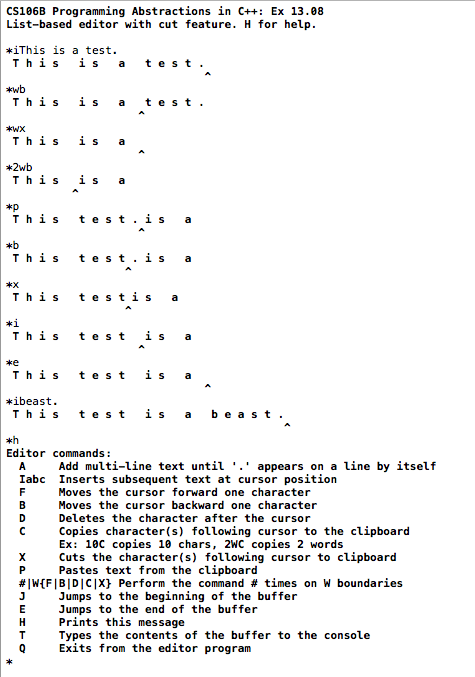 CS106B Programming Abstractions in C++: Ex 13.08
List-based editor with cut feature. H for help.
*iThis is a test.
T h i s   i s   a   t e s t .
^
*wb
T h i s   i s   a   t e s t .
^
*wx
T h i s   i s   a
^
*2wb
T h i s   i s   a
^
*p
T h i s   t e s t . i s   a
^
*b
T h i s   t e s t . i s   a
^
*x
T h i s   t e s t i s   a
^
*i
T h i s   t e s t   i s   a
^
*e
T h i s   t e s t   i s   a
^
*ibeast.
T h i s   t e s t   i s   a   b e a s t .
^
*h
Editor commands:
A     Add multi-line text until '.' appears on a line by itself
Iabc  Inserts subsequent text at cursor position
F     Moves the cursor forward one character
B     Moves the cursor backward one character
D     Deletes the character after the cursor
C     Copies character(s) following cursor to the clipboard
Ex: 10C copies 10 chars, 2WC copies 2 words
X     Cuts the character(s) following cursor to clipboard
P     Pastes text from the clipboard
#|W{F|B|D|C|X} Perform the command # times on W boundaries
J     Jumps to the beginning of the buffer
E     Jumps to the end of the buffer
H     Prints this message
T     Types the contents of the buffer to the console
Q     Exits from the editor program
*